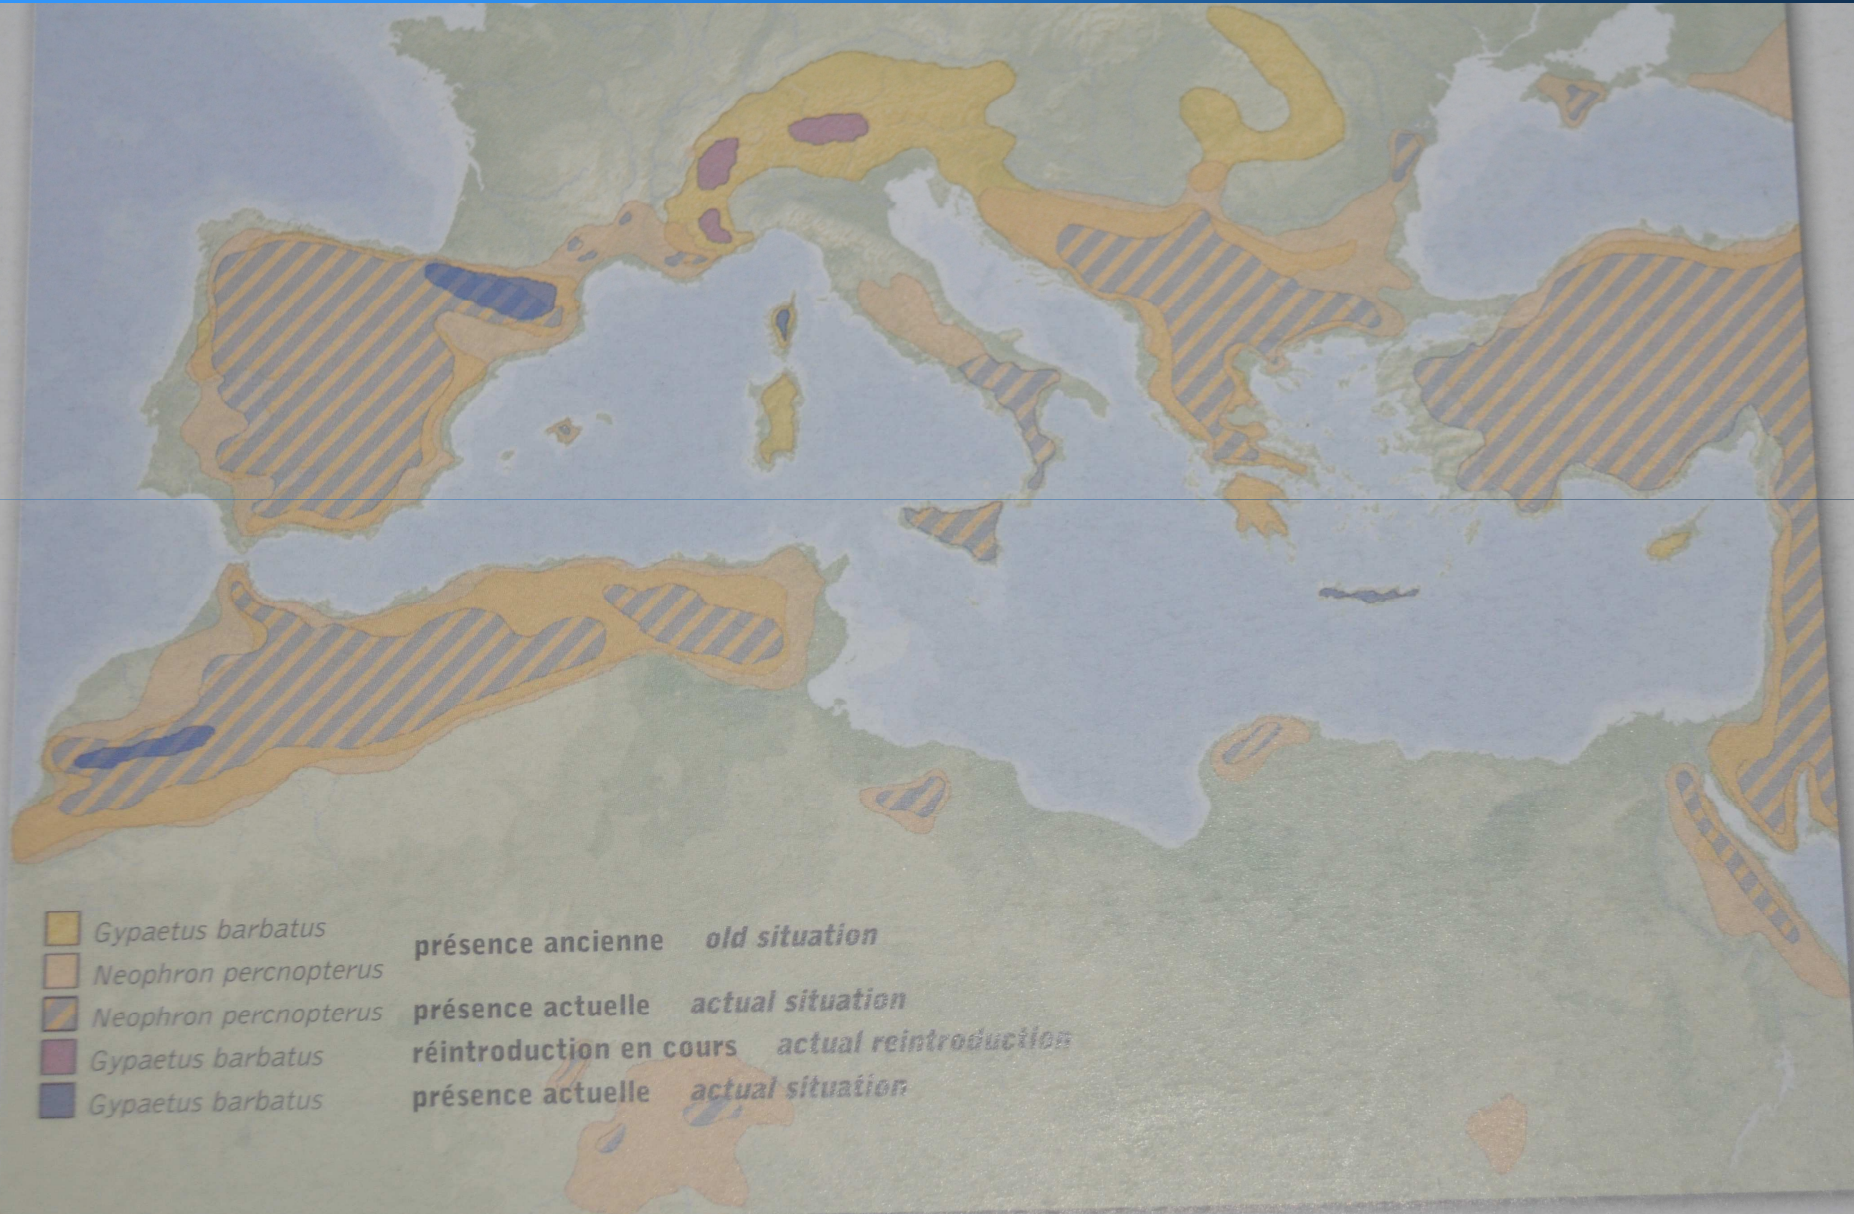 Gypaetus barbatus
présence ancienne old situation
Neophron percnopterus
Neophron percnopterus présence actuelle actual situation
Gypaetus barbatus réintroduction en cours actual reintroduction
Gypaetus barbatus présence actuelle actual situation